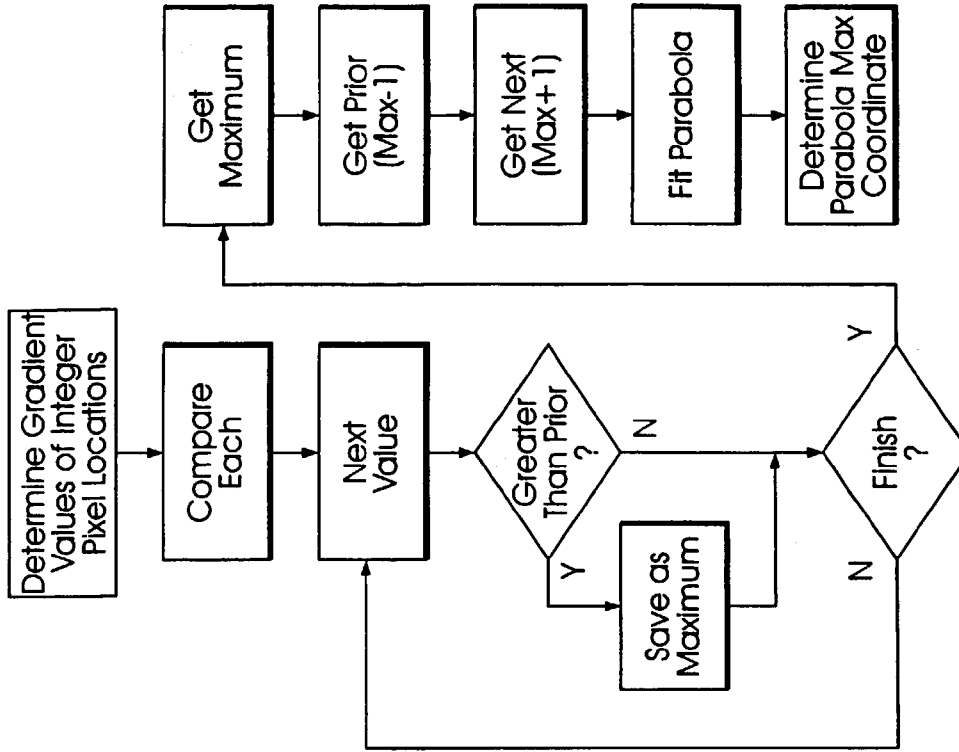 Determine Gradient
Values of Integer
Pixel Locations
Compare
Each
Next
Value
Greater
Than Prior
?
Y
N
Save as
Maximum
Finish
?
N
Y
Get
Maximum
Get Prior
(Max-1)
Get Next
(Max+1)
Fit Parabola
Determine
Parabola Max
Coordinate